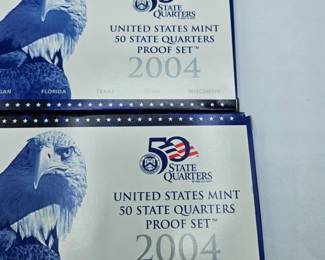 STATE
QUARTERS
UNITED STATES MINT
50 STATE QUARTERS
PROOF SET™
2004
FLORIDA
TEXAS
WISCONSIN
50
STATE
QUARTERS
UNITED STATES MINT
50 STATE QUARTERS
PROOF SET™
2004